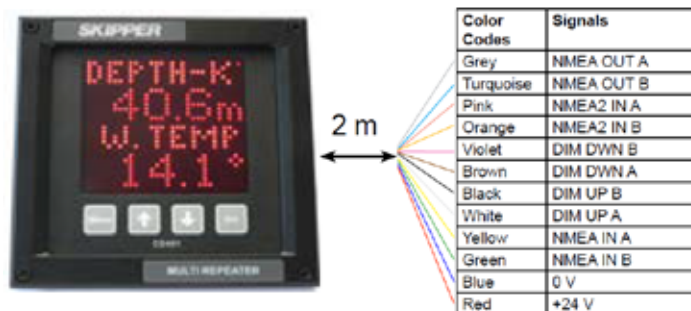 SKIPPER
DEPTH-K
40.6m
W.TEMP
14.1°
MULTI REPEATER
2 m
Color Codes Signals
Grey NMEA OUT A
Turquoise NMEA OUT B
Pink NMEA2 IN A
Orange NMEA2 IN B
Violet DIM DWN B
Brown DIM DWN A
Black DIM UP B
White DIM UP A
Yellow NMEA IN A
Green NMEA IN B
Blue 0 V
Red +24 V